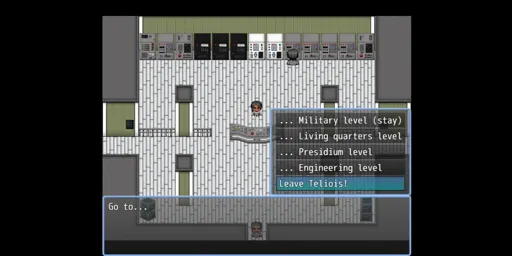 ... Military level (stay)
... Living quarters level
... Presidium level
... Engineering level
Leave Teliois!
Go to...